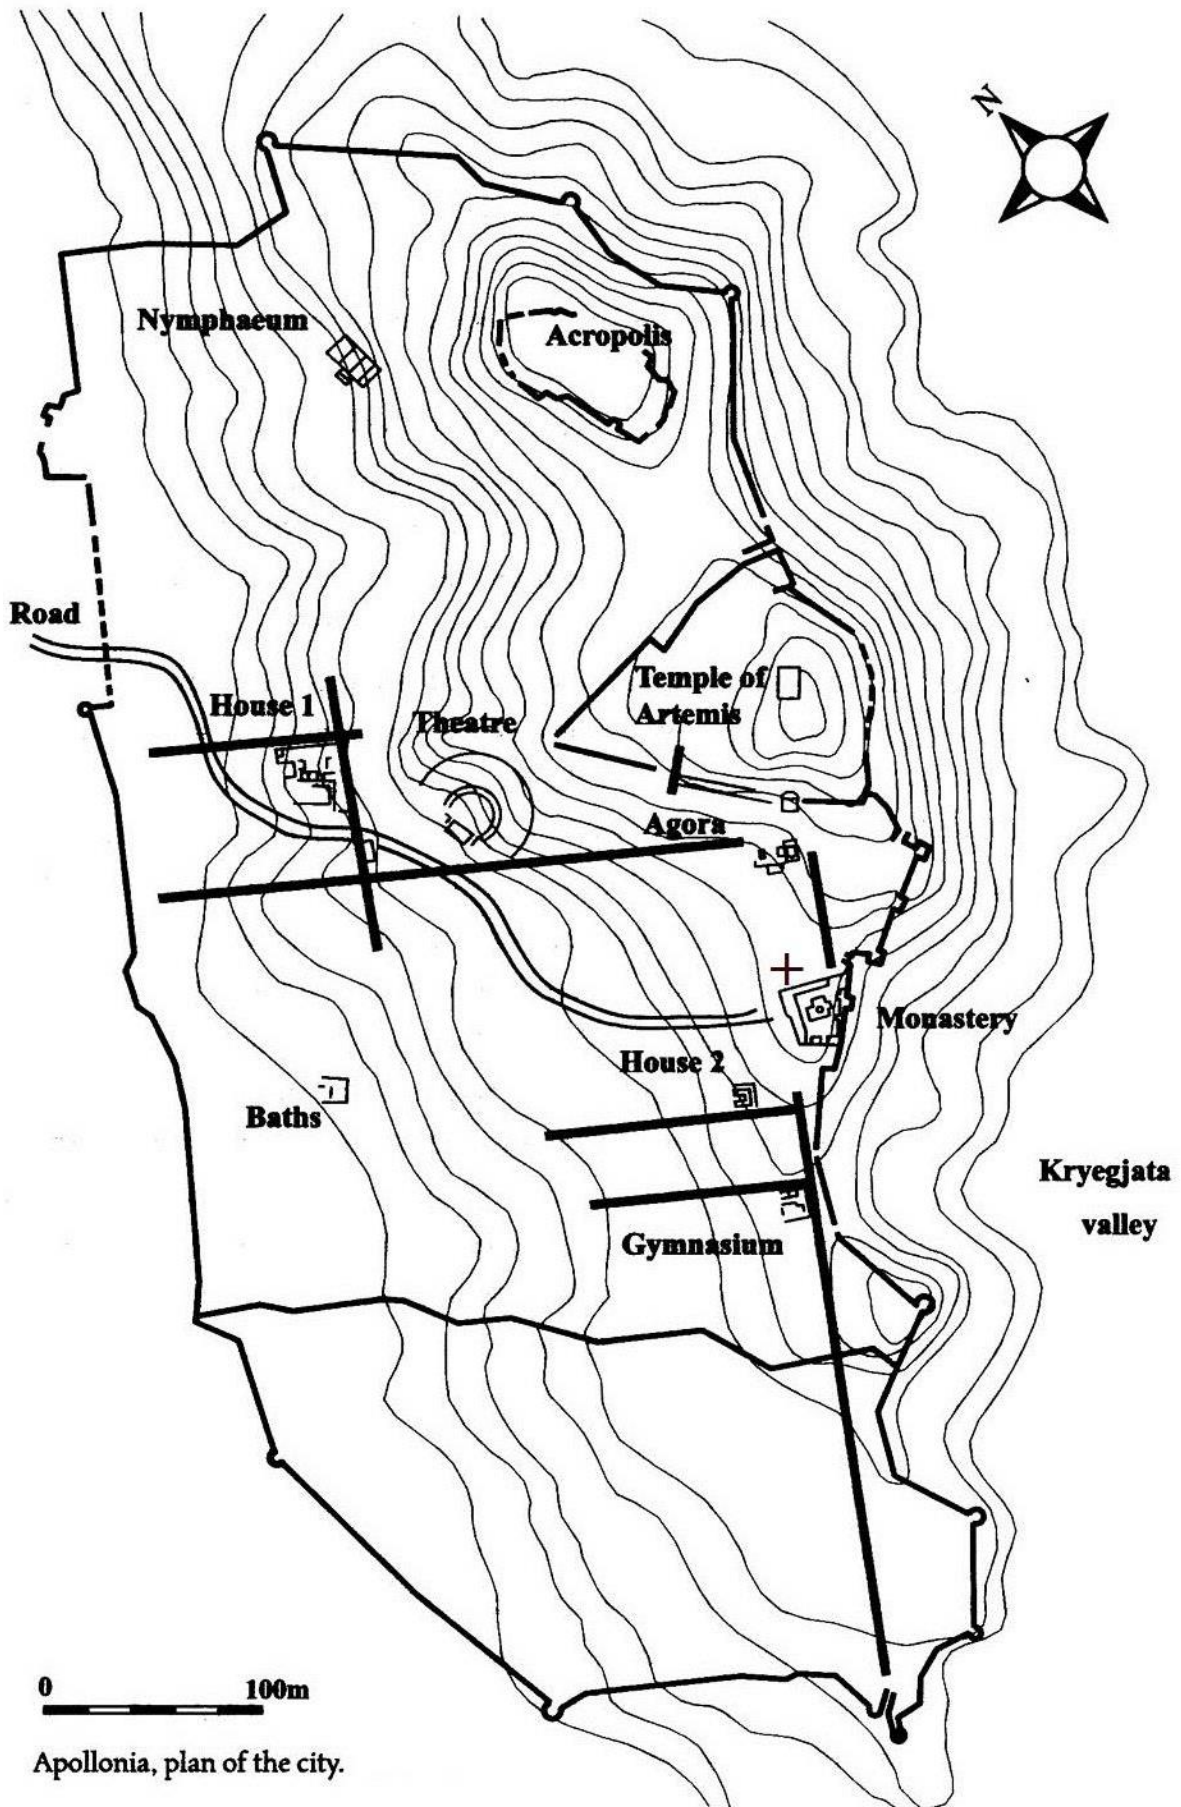 N
Nymphaeum
Acropolis
Road
House 1
Theatre
Temple of
Artemis
Agora
Monastery
House 2
Baths
Kryegjata
valley
Gymnasium
0 100m
Apollonia, plan of the city.